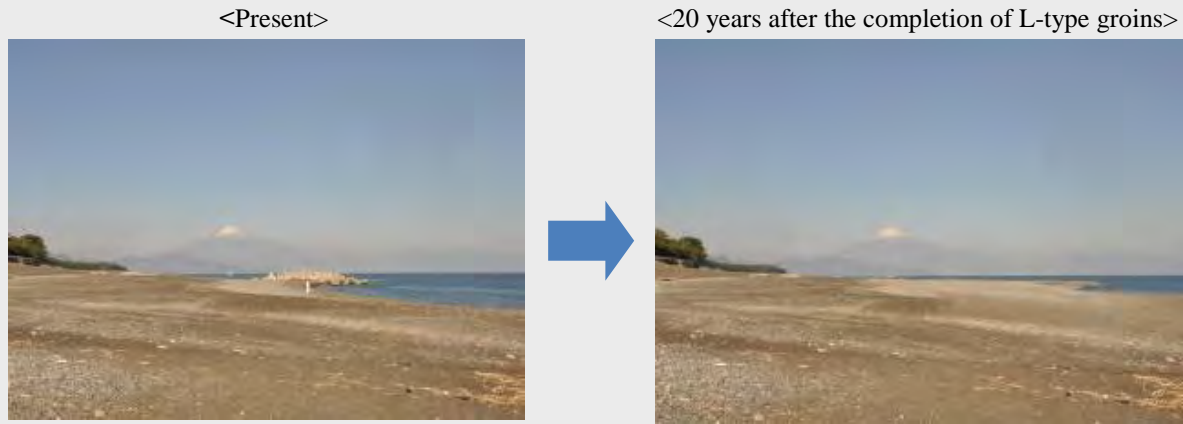 <Present>
<20 years after the completion of L-type groins>